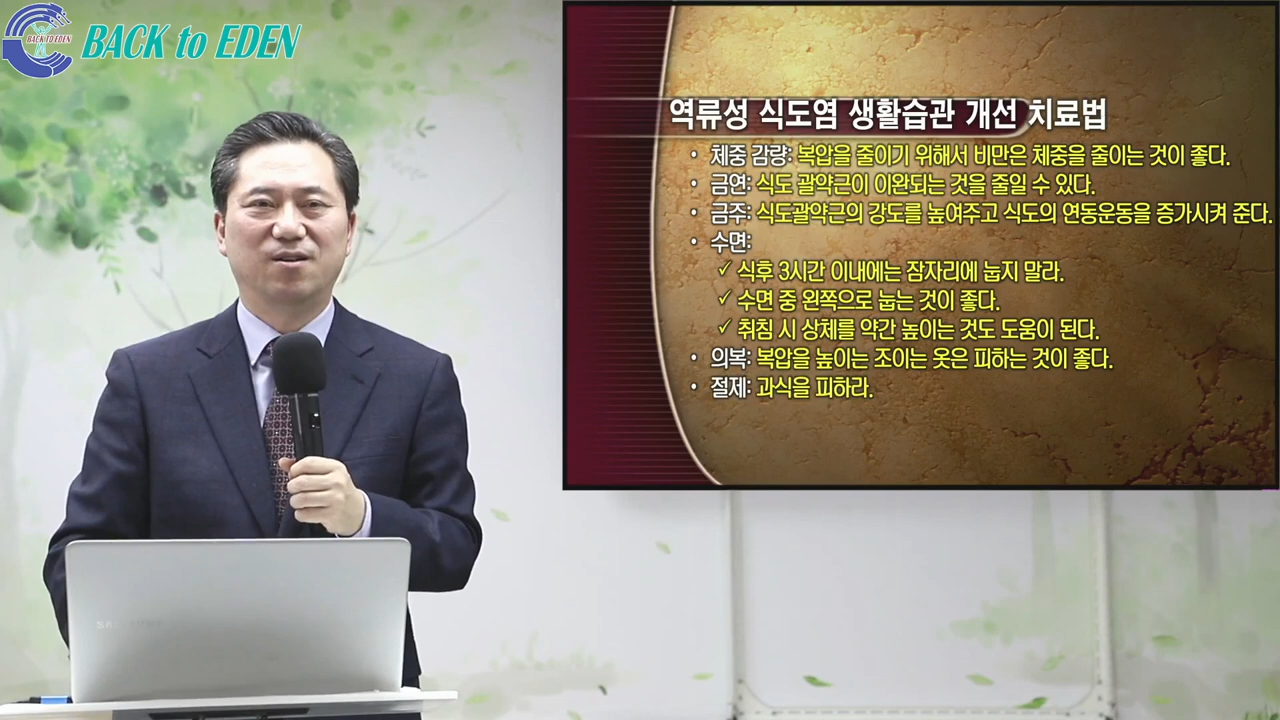 BACK TO EDEN
BACK to EDEN
역류성 식도염 생활습관 개선 치료법
• 체중 감량: 복압을 줄이기 위해서 비만은 체중을 줄이는 것이 좋다.
• 금연: 식도 괄약근이 이완되는 것을 줄일 수 있다.
• 금주: 식도괄약근의 강도를 높여주고 식도의 연동운동을 증가시켜 준다.
• 수면:
✓ 식후 3시간 이내에는 잠자리에 눕지 말라.
✓ 수면 중 왼쪽으로 눕는 것이 좋다.
✓ 취침 시 상체를 약간 높이는 것도 도움이 된다.
• 의복: 복압을 높이는 조이는 옷은 피하는 것이 좋다.
• 절제: 과식을 피하라.